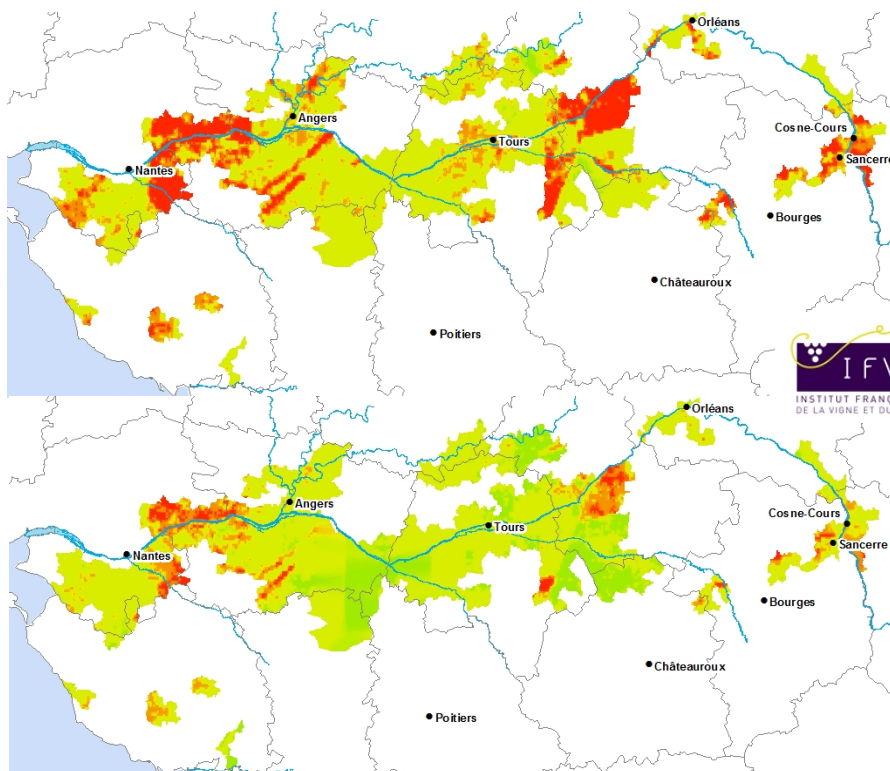 Orléans
Angers
Cosne-Cours
Tours
Sancerre
Nantes
Bourges
Châteauroux
Poitiers
IFV
INSTITUT FRANÇ
DE LA VIGNE ET DU
Orléans
Angers
Cosne-Cours
Tours
Sancerre
Nantes
Bourges
Châteauroux
Poitiers